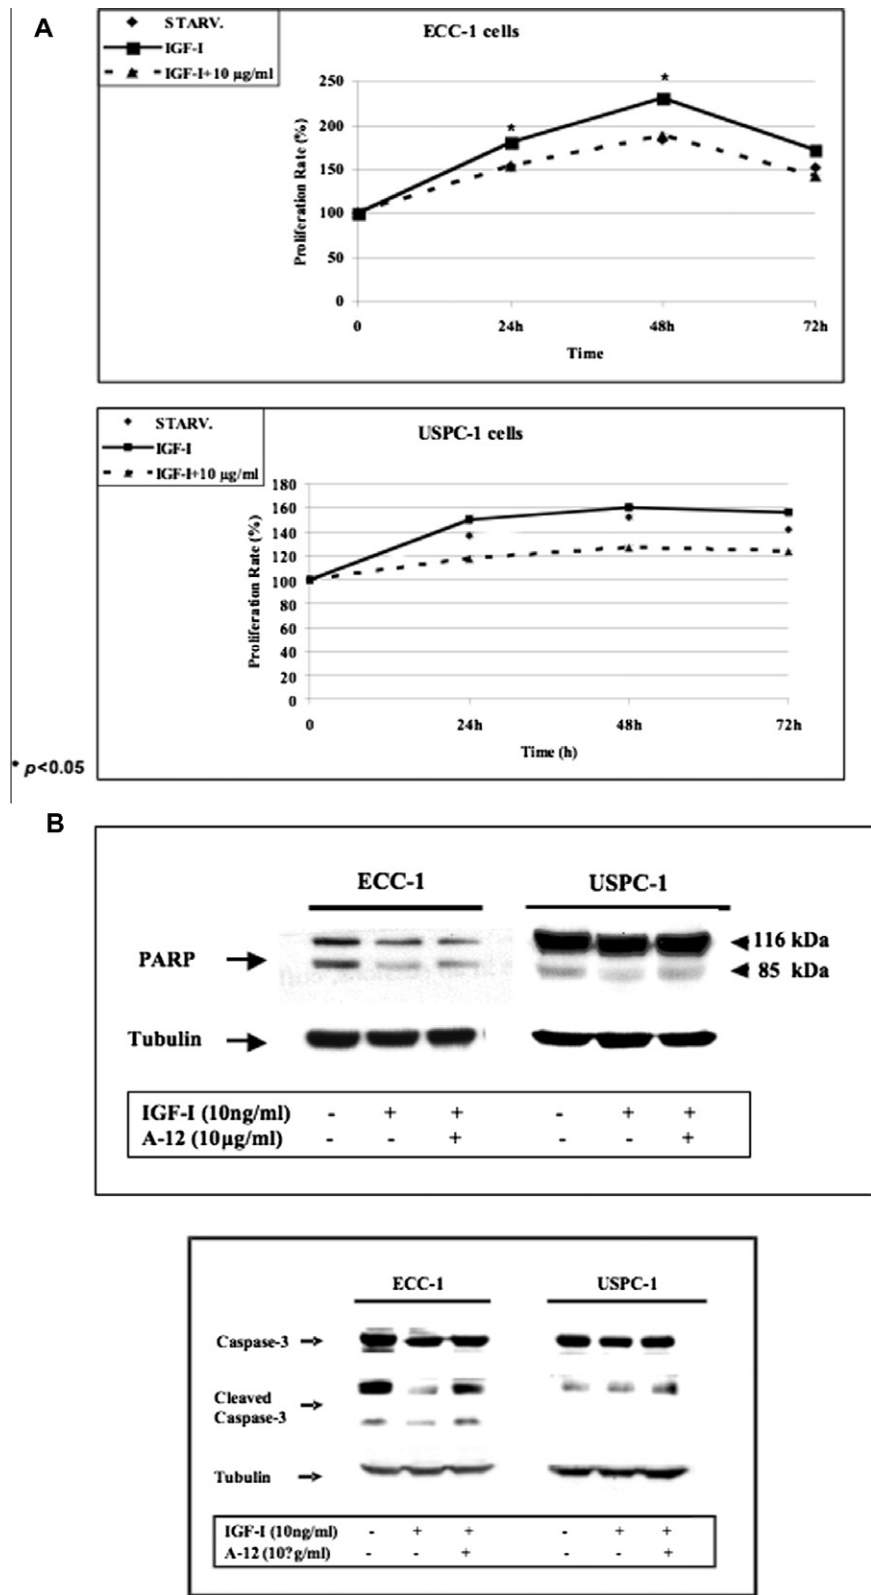 A
STARV.
IGF-I
IGF-I+10 µg/ml
ECC-1 cells
Proliferation Rate (%)
250
200
150
100
50
0
*
*
0 24h 48h 72h
Time
STARV.
IGF-I
IGF-I+10 µg/ml
USPC-1 cells
Proliferation Rate (%)
180
160
140
120
100
80
60
40
20
0
0 24h 48h 72h
Time (h)
* p<0.05
B
ECC-1 USPC-1
PARP
116 kDa
85 kDa
Tubulin
IGF-I (10ng/ml) - + + - + +
A-12 (10µg/ml) - - + - - +
ECC-1 USPC-1
Caspase-3
Cleaved
Caspase-3
Tubulin
IGF-I (10ng/ml) - + + - + +
A-12 (10?g/ml) - - + - - +